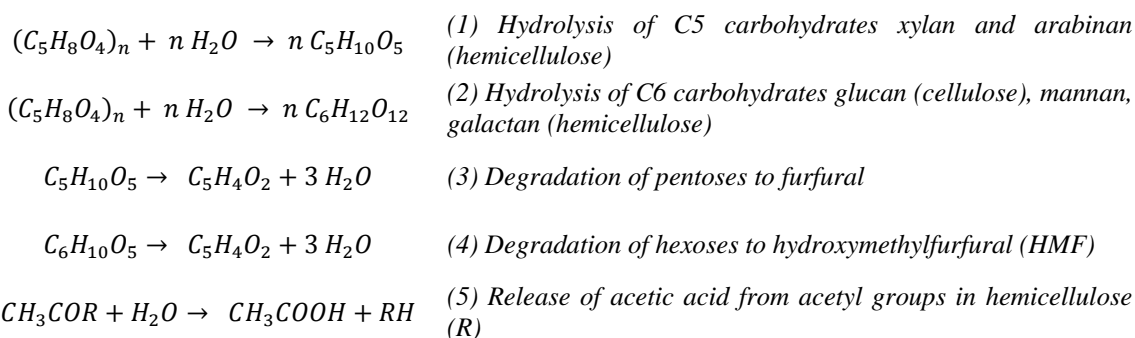 (C₅H₈O₄)ₙ + n H₂O → n C₅H₁₀O₅ (1) Hydrolysis of C5 carbohydrates xylan and arabinan
(hemicellulose)
(C₅H₈O₄)ₙ + n H₂O → n C₆H₁₂O₁₂ (2) Hydrolysis of C6 carbohydrates glucan (cellulose), mannan,
galactan (hemicellulose)
C₅H₁₀O₅ → C₅H₄O₂ + 3 H₂O (3) Degradation of pentoses to furfural
C₆H₁₀O₅ → C₅H₄O₂ + 3 H₂O (4) Degradation of hexoses to hydroxymethylfurfural (HMF)
CH₃COR + H₂O → CH₃COOH + RH (5) Release of acetic acid from acetyl groups in hemicellulose
(R)